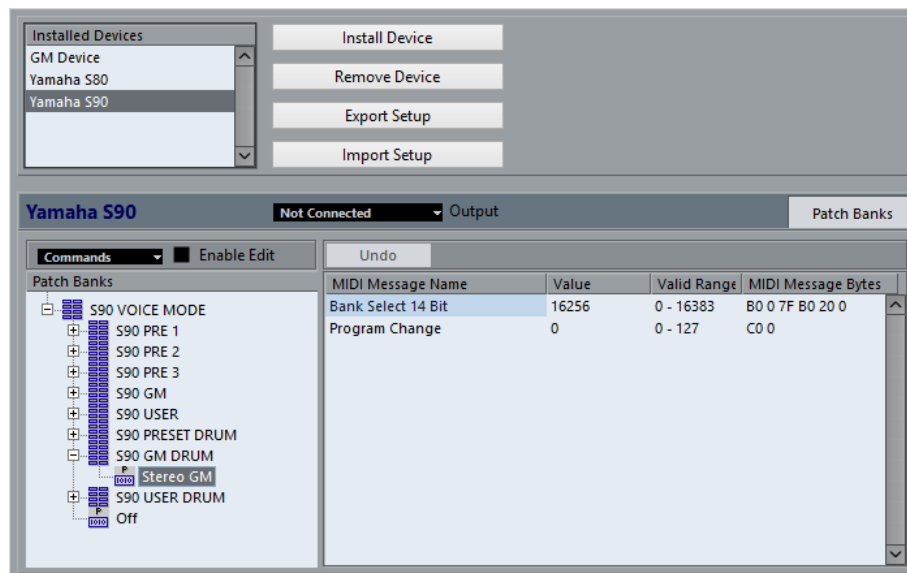 Installed Devices
GM Device
Yamaha S80
Yamaha S90
Install Device
Remove Device
Export Setup
Import Setup
Yamaha S90 Not Connected Output Patch Banks
Commands Enable Edit Undo
Patch Banks
S90 VOICE MODE
S90 PRE 1
S90 PRE 2
S90 PRE 3
S90 GM
S90 USER
S90 PRESET DRUM
S90 GM DRUM
P 1010 Stereo GM
S90 USER DRUM
P 1010 Off
MIDI Message Name Value Valid Range MIDI Message Bytes
Bank Select 14 Bit 16256 0 - 16383 B0 0 7F B0 20 0
Program Change 0 0 - 127 C0 0